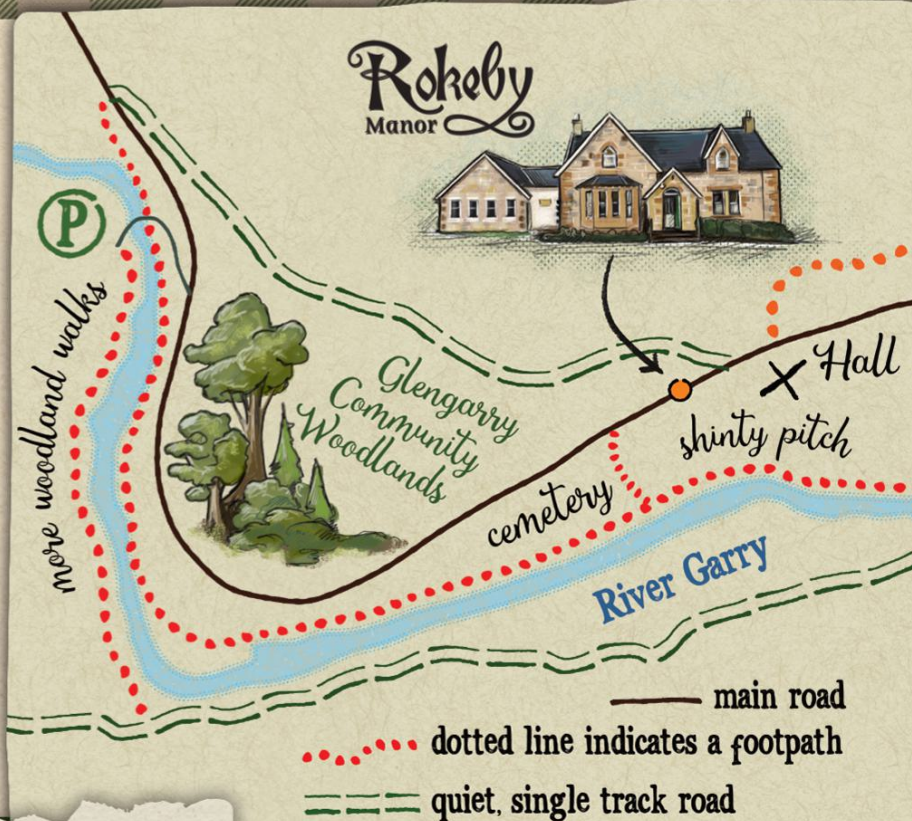 Rokeby
Manor
P
more woodland walks
Glengarry
Community
Woodlands
Hall
shinty pitch
cemetery
River Garry
main road
dotted line indicates a footpath
quiet, single track road